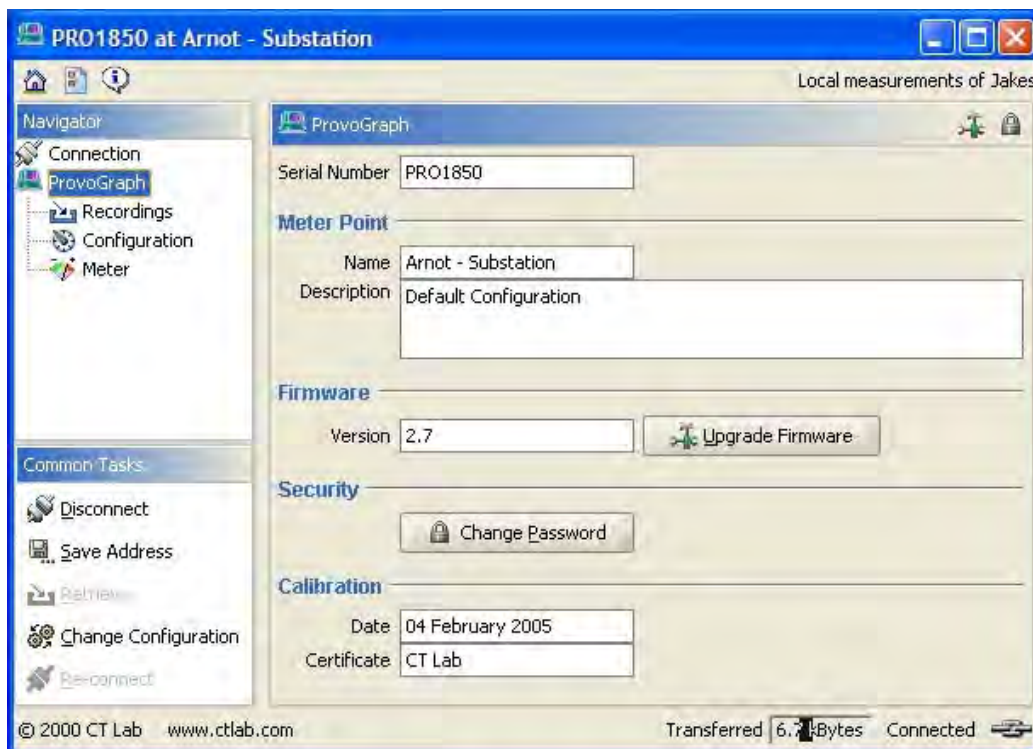 PRO1850 at Arnot - Substation
Local measurements of Jakes
Navigator
Connection
ProvoGraph
Recordings
Configuration
Meter
Common Tasks
Disconnect
Save Address
Retrieve
Change Configuration
Re-connect
ProvoGraph
Serial Number PRO1850
Meter Point
Name Arnot - Substation
Description Default Configuration
Firmware
Version 2.7 Upgrade Firmware
Security
Change Password
Calibration
Date 04 February 2005
Certificate CT Lab
© 2000 CT Lab www.ctlab.com
Transferred kBytes Connected